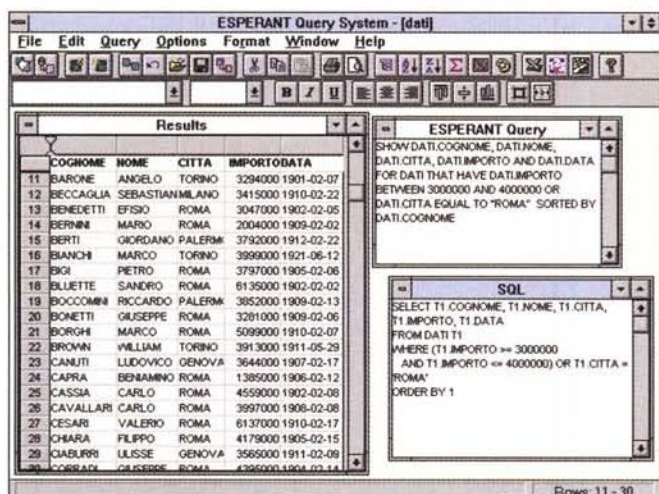 ESPERANT Query System - [dati]
File Edit Query Options Format Window Help
B I U
Results
COGNOME NOME CITTA IMPORTO DATA
11 BARONE ANGELO TORINO 3294000 1901-02-07
12 BECCAGLIA SEBASTIAN MILANO 3415000 1910-02-22
13 BENEDETTI EFISIO ROMA 3047000 1902-02-05
14 BERNINI MARIO ROMA 2004000 1909-02-02
15 BERTI GIORDANO PALERMO 3792000 1912-02-22
16 BIANCHI MARCO TORINO 3999000 1921-06-12
17 BIGI PIETRO ROMA 3797000 1905-02-06
18 BLUETTE SANDRO ROMA 6135000 1902-02-02
19 BOCCOMINI RICCARDO PALERMO 3852000 1909-02-13
20 BONETTI GIUSEPPE ROMA 3281000 1909-02-06
21 BORGHI MARCO ROMA 5099000 1910-02-07
22 BROWN WILLIAM TORINO 3913000 1911-05-29
23 CANUTI LUDOVICO GENOVA 3644000 1907-02-17
24 CAPRA BENIAMINO ROMA 1385000 1906-02-12
25 CASSIA CARLO ROMA 4559000 1902-02-08
26 CAVALLARI CARLO ROMA 3997000 1908-02-08
27 CESARI VALERIO ROMA 6137000 1910-02-17
28 CHIARA FILIPPO ROMA 4179000 1905-02-15
29 CIABURRI ULISSE GENOVA 3565000 1911-02-09
30 CORRADI GIUSEPPE ROMA 4395000 1904-02-14
ESPERANT Query
SHOW DATI.COGNOME, DATI.NOME,
DATI.CITTA, DATI.IMPORTO AND DATI.DATA
FOR DATI THAT HAVE DATI.IMPORTO
BETWEEN 3000000 AND 4000000 OR
DATI.CITTA EQUAL TO "ROMA" SORTED BY
DATI.COGNOME
SQL
SELECT T1.COGNOME, T1.NOME, T1.CITTA,
T1.IMPORTO, T1.DATA
FROM DATI T1
WHERE (T1.IMPORTO >= 3000000
AND T1.IMPORTO <= 4000000) OR T1.CITTA =
'ROMA'
ORDER BY 1
Rows: 11 - 30